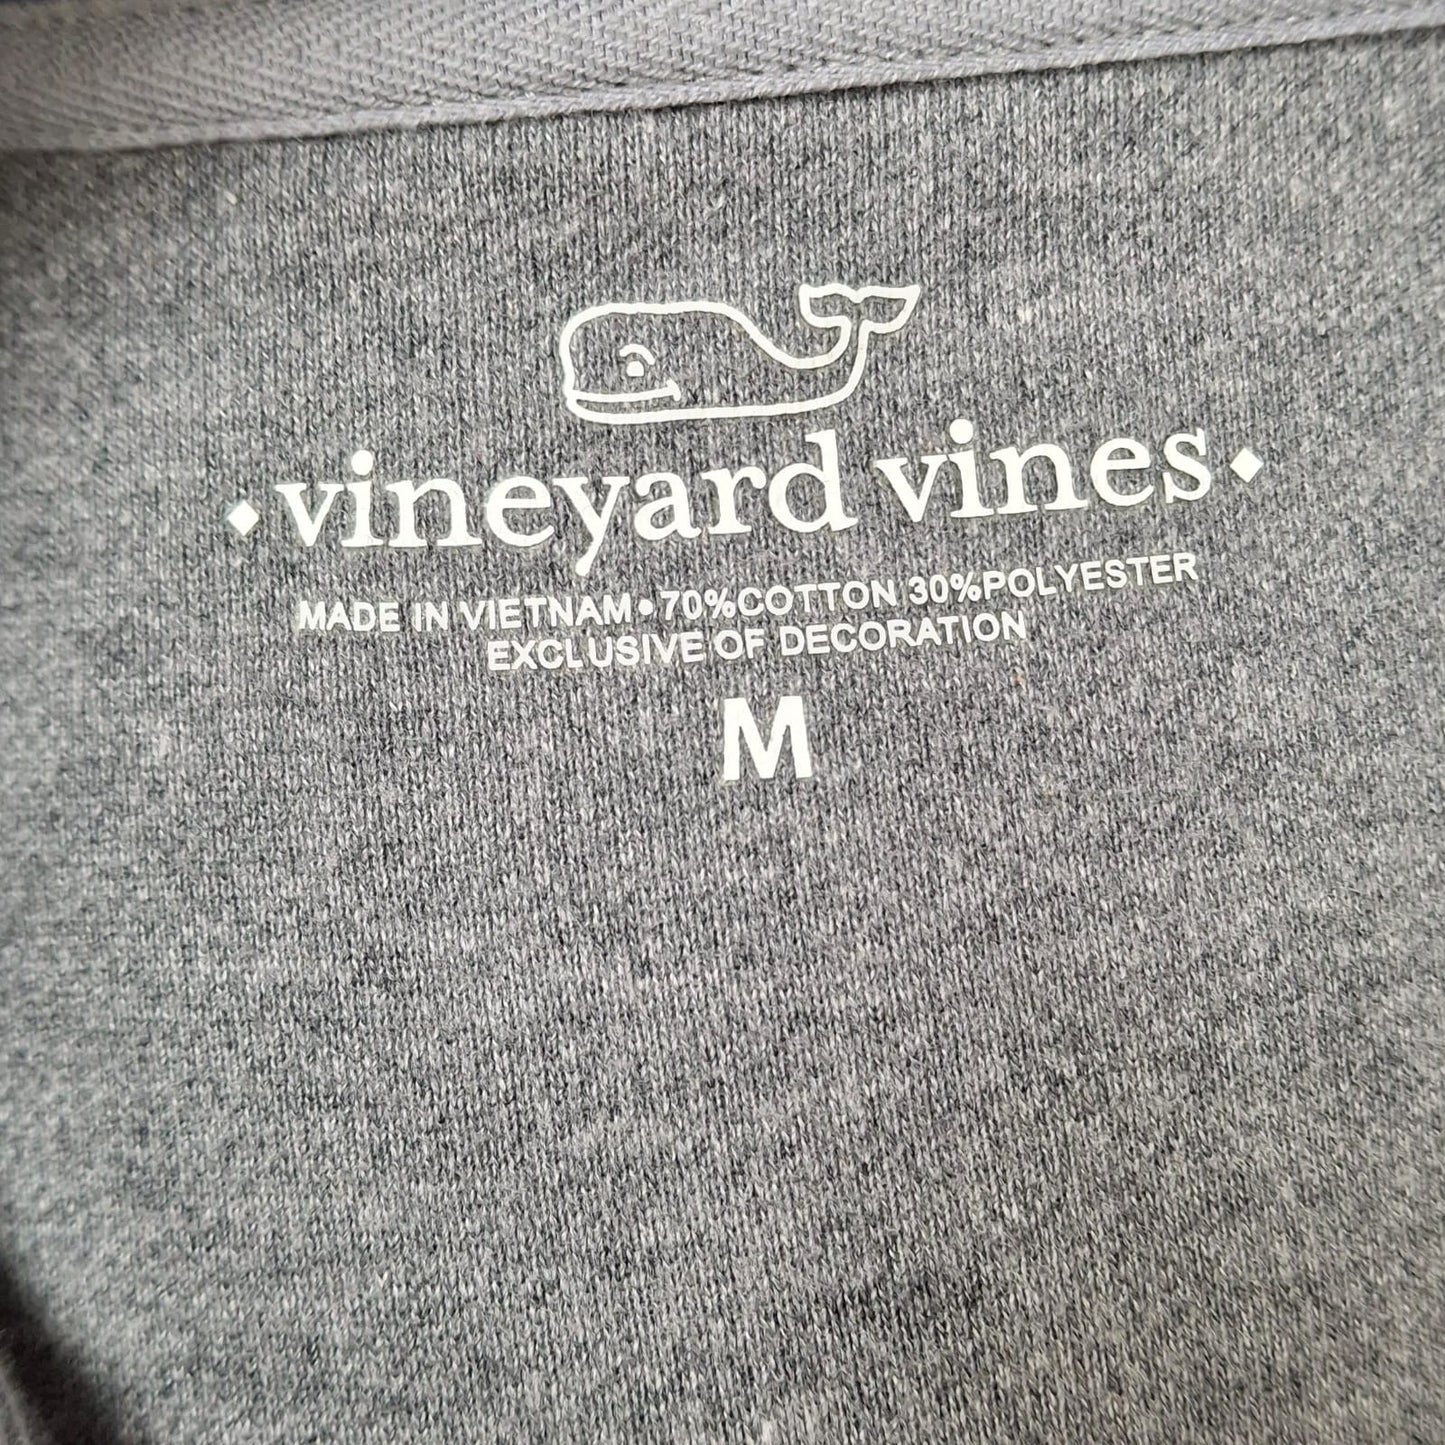 vineyard vines
MADE IN VIETNAM•70%COTTON 30%POLYESTER
EXCLUSIVE OF DECORATION
M